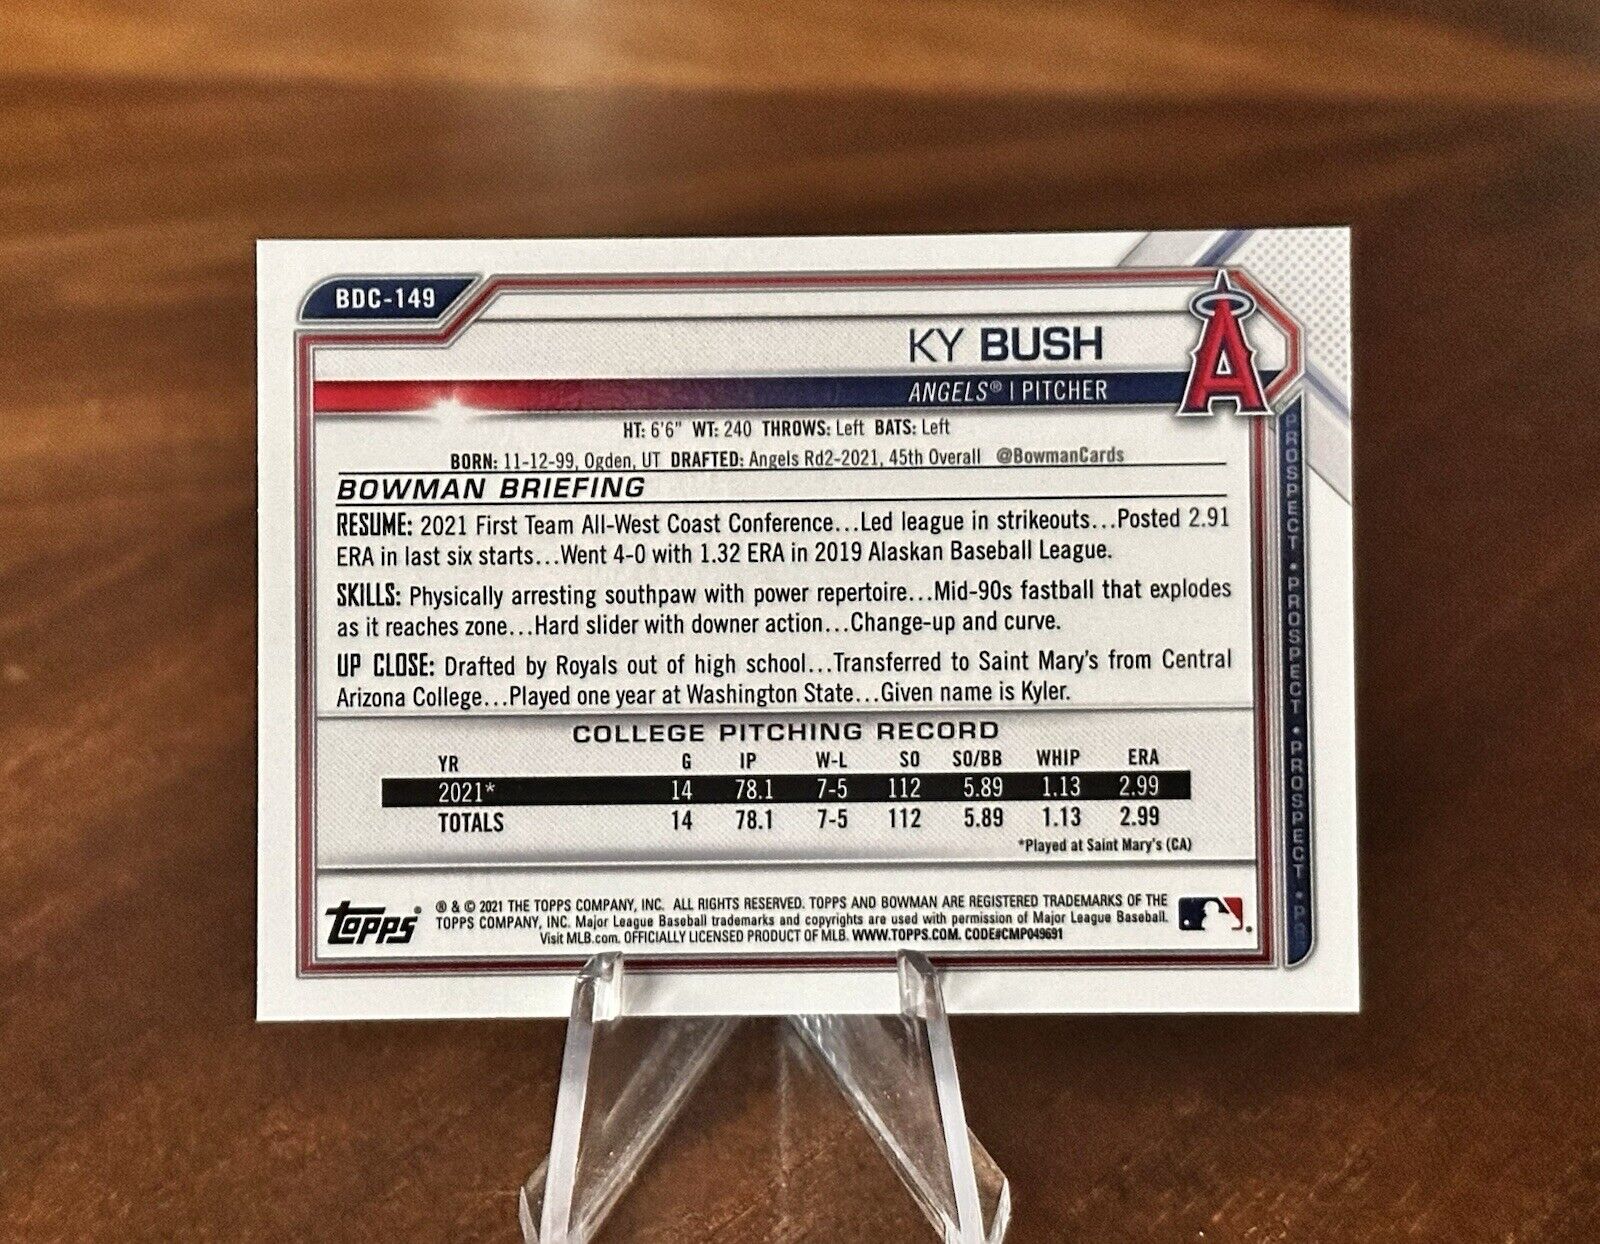 BDC-149
KY BUSH
A
ANGELS® | PITCHER
HT: 6'6" WT: 240 THROWS: Left BATS: Left
BORN: 11-12-99, Ogden, UT DRAFTED: Angels Rd2-2021, 45th Overall @BowmanCards
BOWMAN BRIEFING
RESUME: 2021 First Team All-West Coast Conference...Led league in strikeouts...Posted 2.91
ERA in last six starts...Went 4-0 with 1.32 ERA in 2019 Alaskan Baseball League.
SKILLS: Physically arresting southpaw with power repertoire...Mid-90s fastball that explodes
as it reaches zone...Hard slider with downer action...Change-up and curve.
UP CLOSE: Drafted by Royals out of high school...Transferred to Saint Mary's from Central
Arizona College...Played one year at Washington State...Given name is Kyler.
COLLEGE PITCHING RECORD
YR G IP W-L SO SO/BB WHIP ERA
2021* 14 78.1 7-5 112 5.89 1.13 2.99
TOTALS 14 78.1 7-5 112 5.89 1.13 2.99
*Played at Saint Mary's (CA)
PROSPECT • PROSPECT • PROSPECT • PR
Topps®
® & © 2021 THE TOPPS COMPANY, INC. ALL RIGHTS RESERVED. TOPPS AND BOWMAN ARE REGISTERED TRADEMARKS OF THE
TOPPS COMPANY, INC. Major League Baseball trademarks and copyrights are used with permission of Major League Baseball.
Visit MLB.com. OFFICIALLY LICENSED PRODUCT OF MLB. WWW.TOPPS.COM. CODE#CMP049691